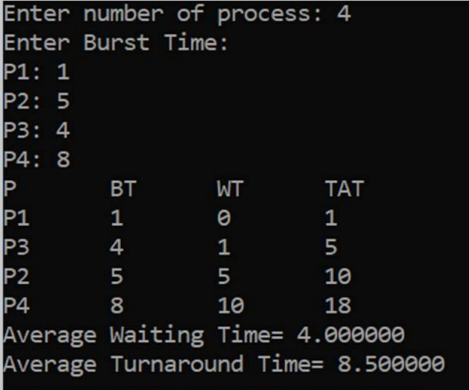 Enter number of process: 4
Enter Burst Time:
P1: 1
P2: 5
P3: 4
P4: 8
P BT WT TAT
P1 1 0 1
P3 4 1 5
P2 5 5 10
P4 8 10 18
Average Waiting Time= 4.000000
Average Turnaround Time= 8.500000